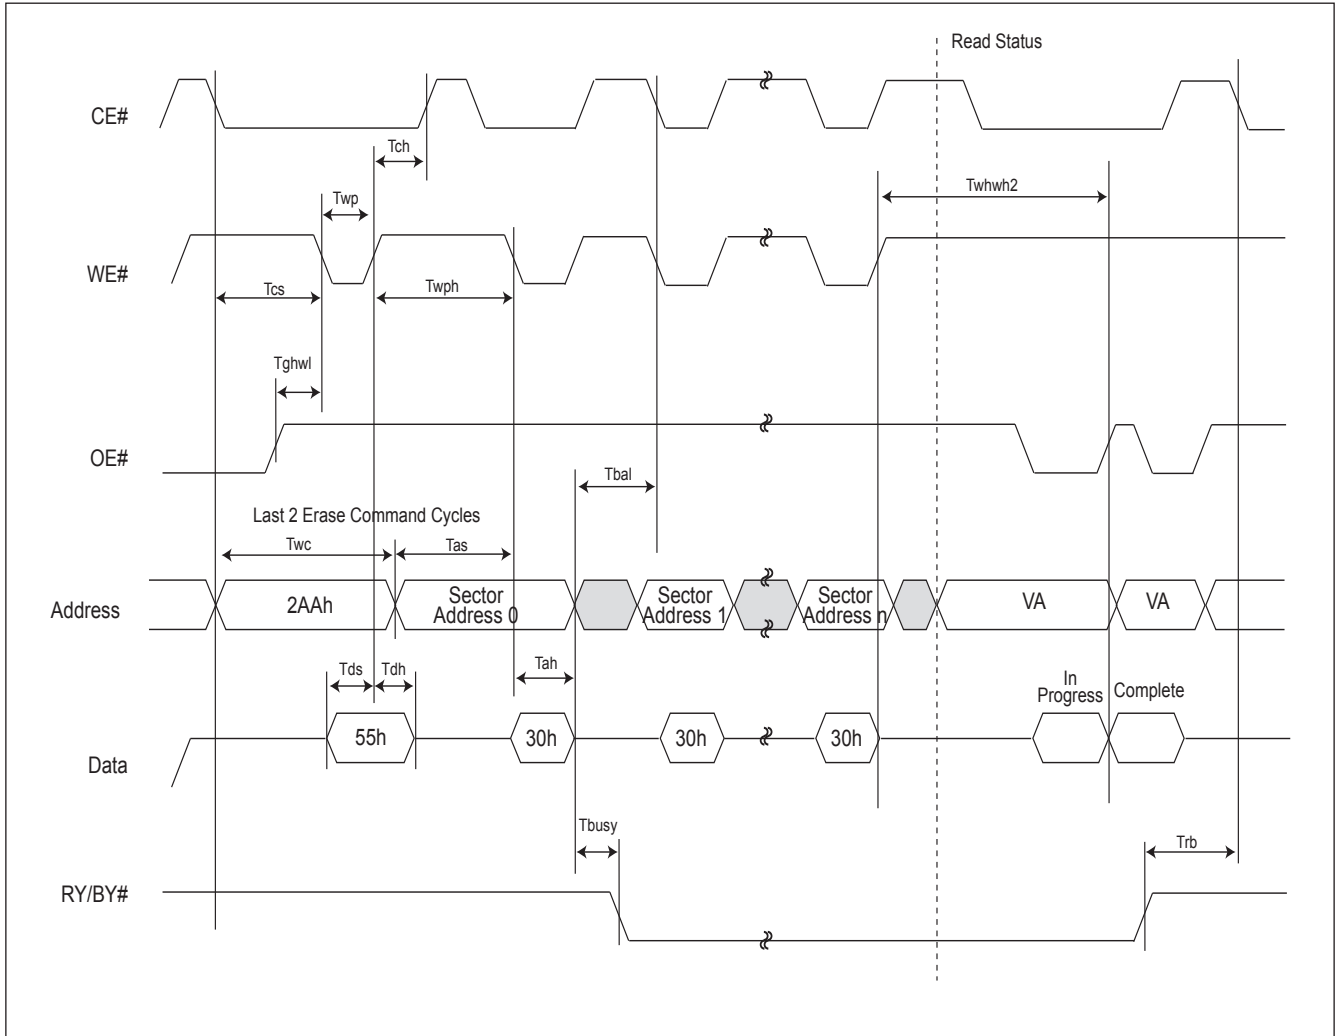 Read Status
CE#
Tch
Twhwh2
Twp
WE#
Tcs
Twph
Tghwl
OE#
Tbal
Last 2 Erase Command Cycles
Twc
Tas
Address
2AAh
Sector
Address 0
Sector
Address 1
Sector
Address n
VA
VA
Tds
Tdh
Tah
In
Progress
Complete
55h
30h
30h
30h
Data
Tbusy
Trb
RY/BY#